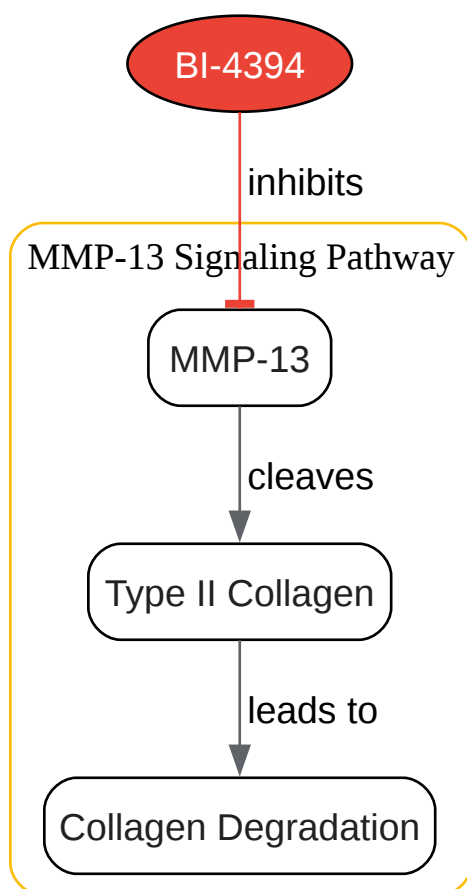 BI-4394
inhibits
MMP-13 Signaling Pathway
MMP-13
cleaves
Type II Collagen
leads to
Collagen Degradation